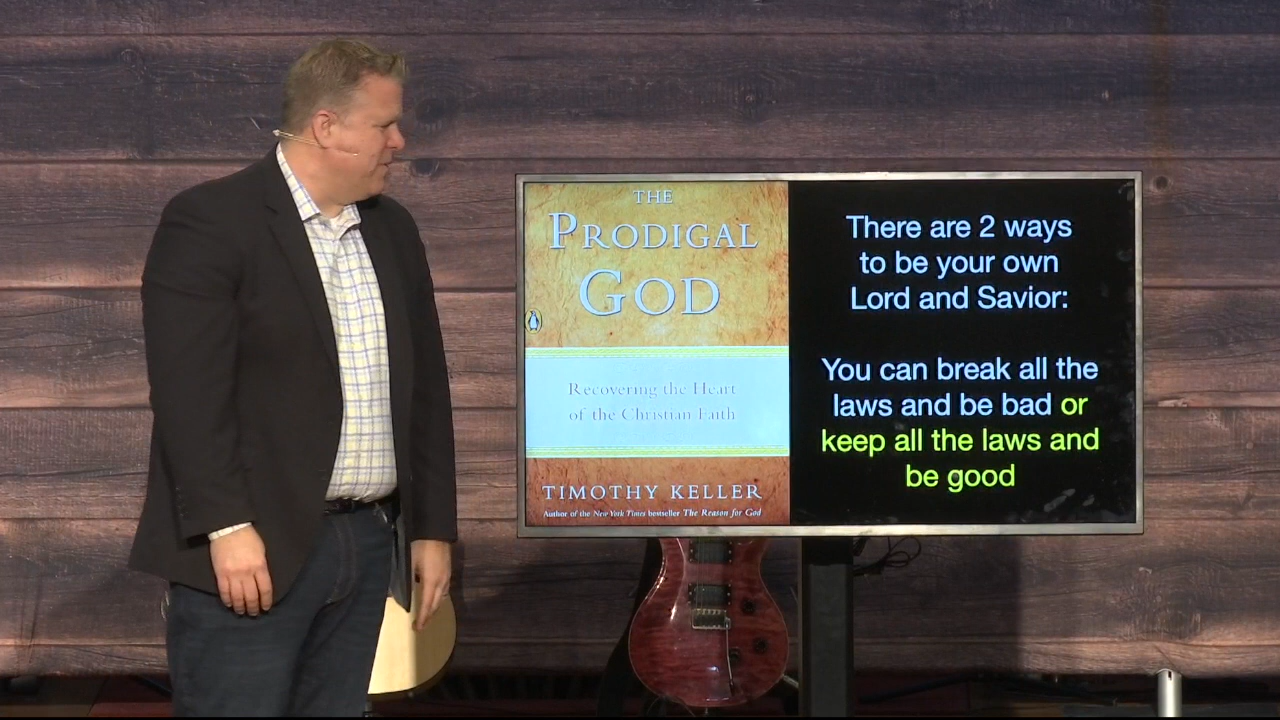 THE
PRODIGAL
GOD
Recovering the Heart
of the Christian Faith
TIMOTHY KELLER
Author of the New York Times bestseller The Reason for God
There are 2 ways
to be your own
Lord and Savior:
You can break all the
laws and be bad or
keep all the laws and
be good